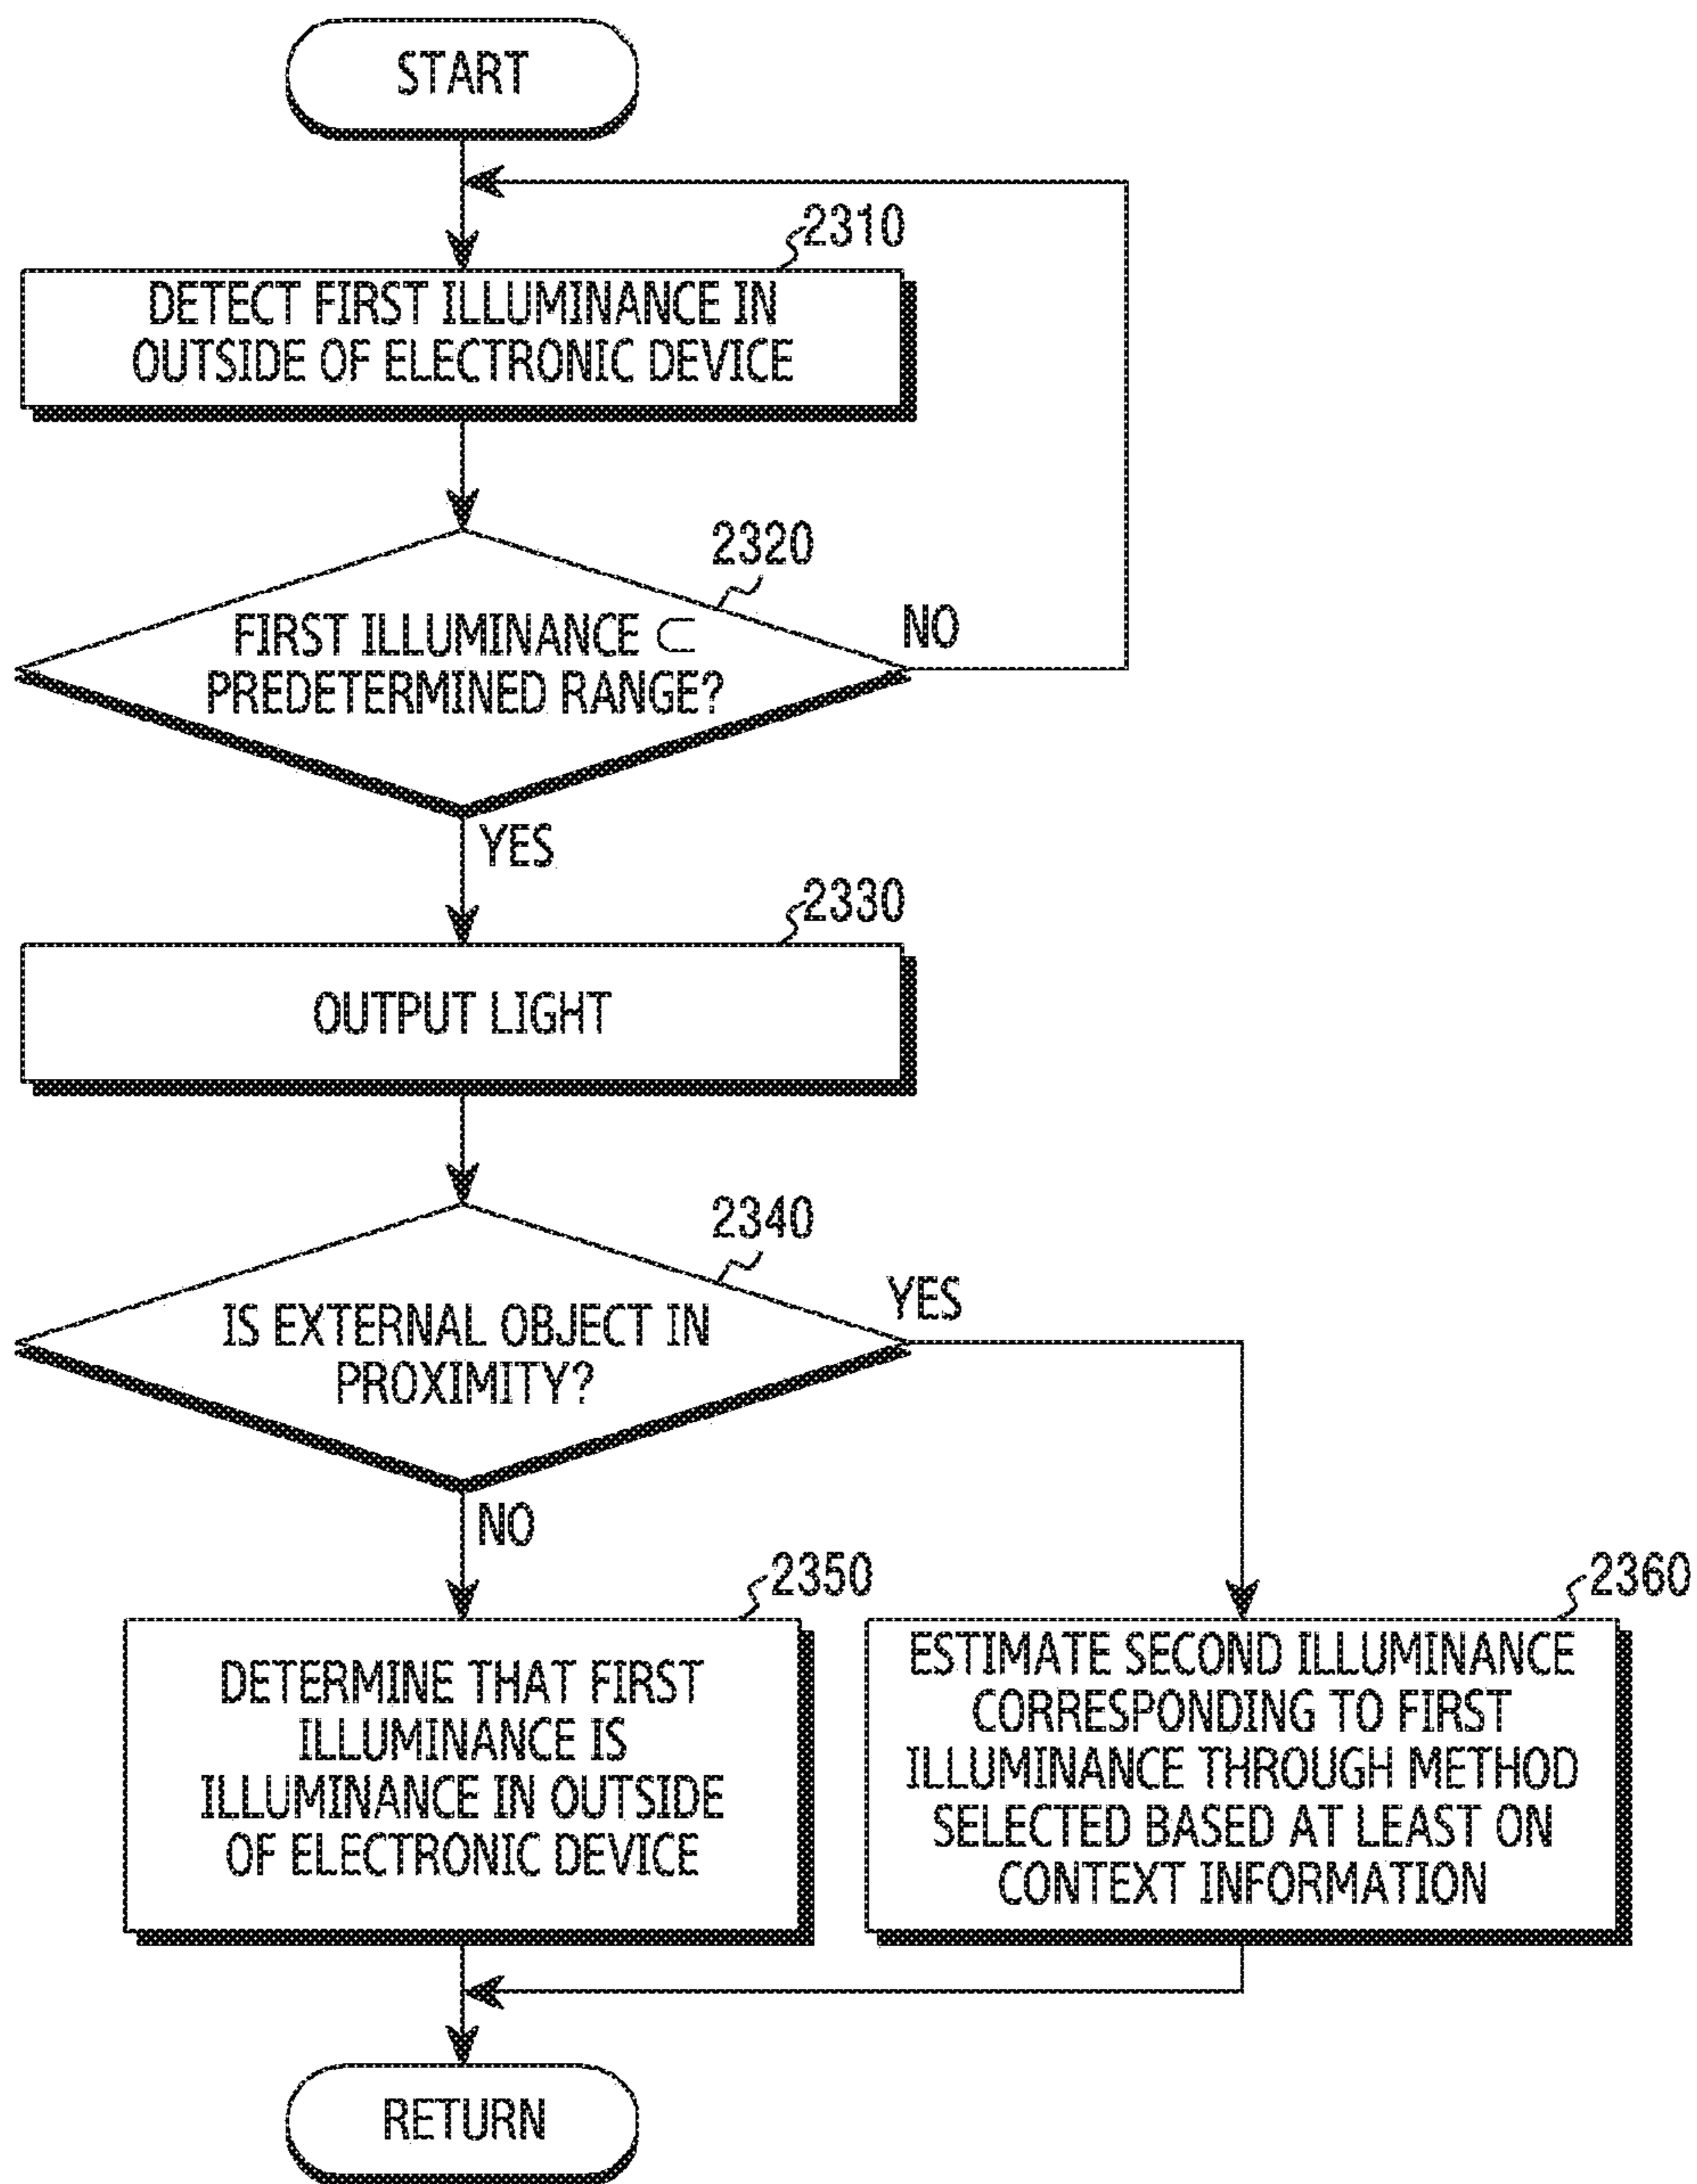 START
2310
DETECT FIRST ILLUMINANCE IN
OUTSIDE OF ELECTRONIC DEVICE
2320
FIRST ILLUMINANCE ⊂
PREDETERMINED RANGE?
NO
YES
2330
OUTPUT LIGHT
2340
IS EXTERNAL OBJECT IN
PROXIMITY?
YES
NO
2350
DETERMINE THAT FIRST
ILLUMINANCE IS
ILLUMINANCE IN OUTSIDE
OF ELECTRONIC DEVICE
2360
ESTIMATE SECOND ILLUMINANCE
CORRESPONDING TO FIRST
ILLUMINANCE THROUGH METHOD
SELECTED BASED AT LEAST ON
CONTEXT INFORMATION
RETURN